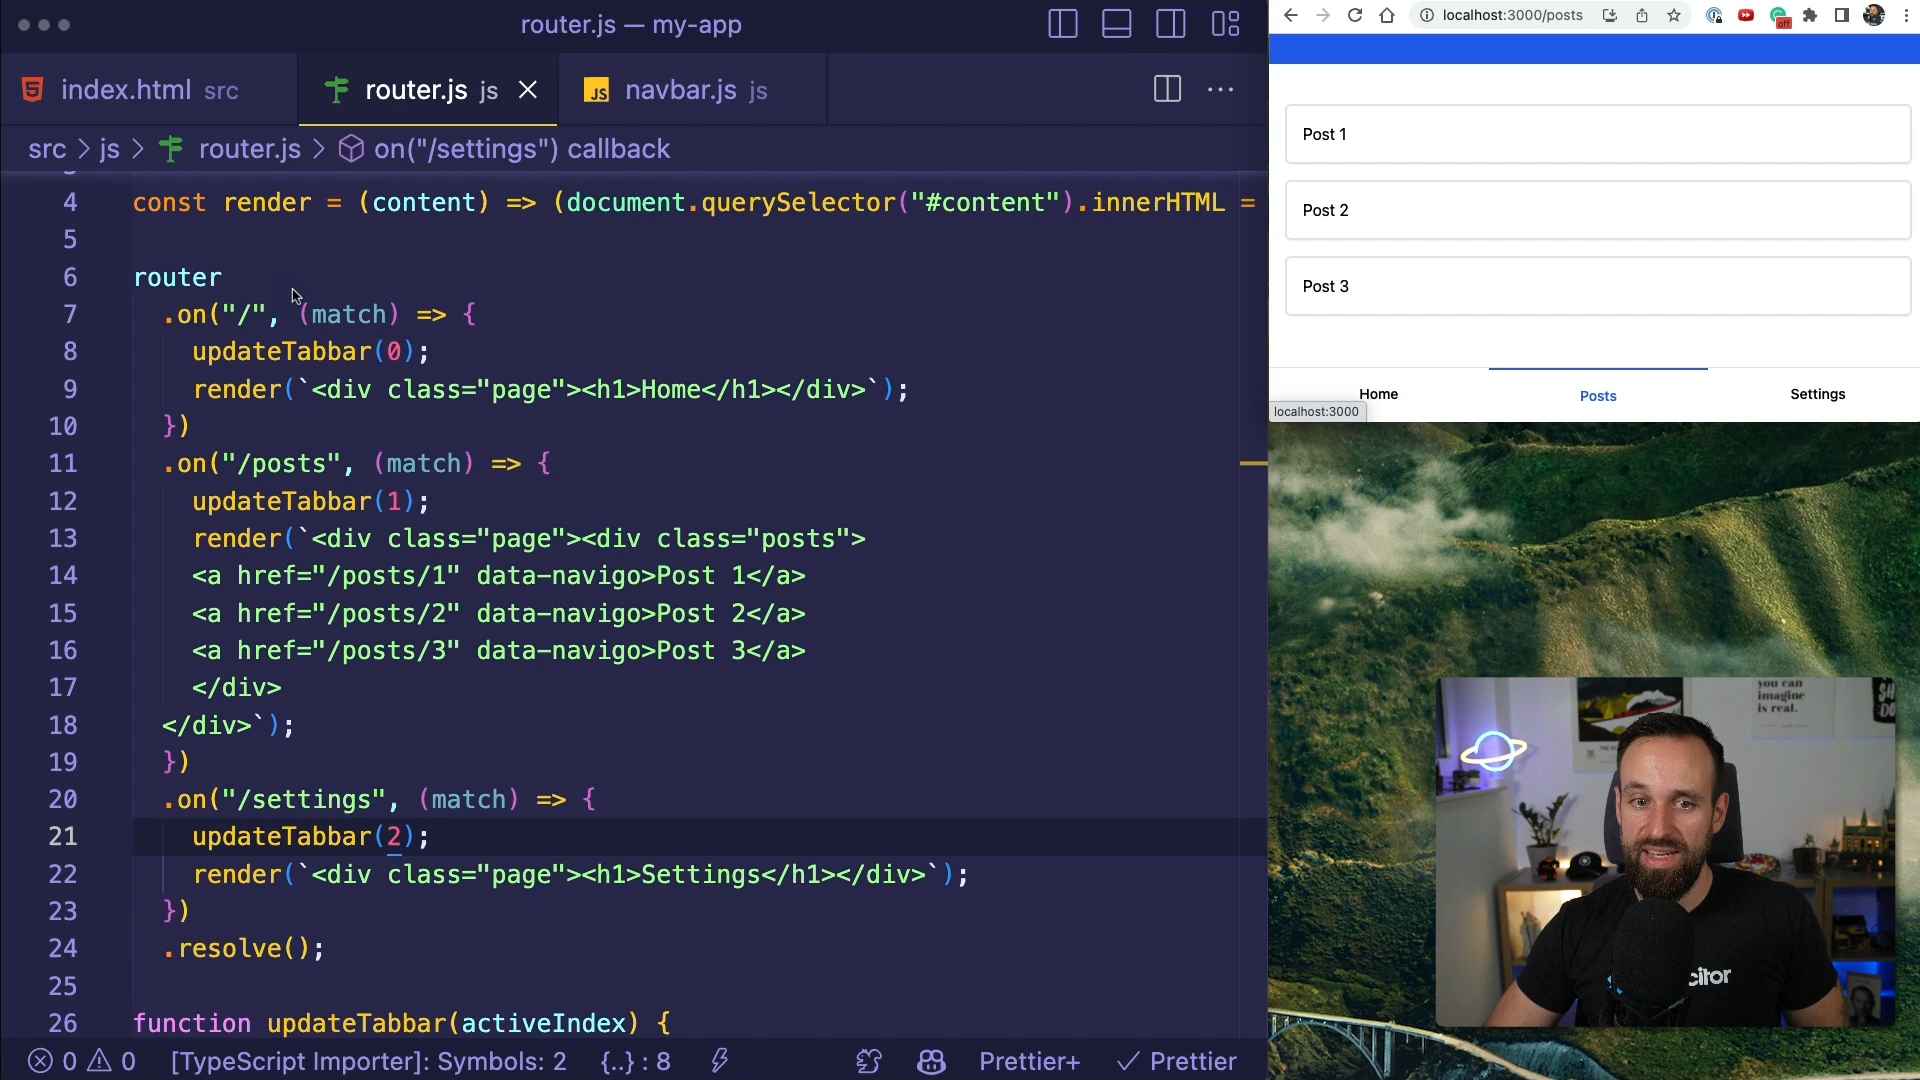 router.js — my-app
index.html src
router.js js
JS navbar.js js
src > js > router.js > on("/settings") callback
4 const render = (content) => (document.querySelector("#content").innerHTML =
5
6 router
7 .on("/", (match) => {
8 updateTabbar(0);
9 render(`<div class="page"><h1>Home</h1></div>`);
10 })
11 .on("/posts", (match) => {
12 updateTabbar(1);
13 render(`<div class="page"><div class="posts">
14 <a href="/posts/1" data-navigo>Post 1</a>
15 <a href="/posts/2" data-navigo>Post 2</a>
16 <a href="/posts/3" data-navigo>Post 3</a>
17 </div>
18 </div>`);
19 })
20 .on("/settings", (match) => {
21 updateTabbar(2);
22 render(`<div class="page"><h1>Settings</h1></div>`);
23 })
24 .resolve();
25
26 function updateTabbar(activeIndex) {
0 0 [TypeScript Importer]: Symbols: 2 {..} : 8 Prettier+ Prettier
localhost:3000/posts
off
Post 1
Post 2
Post 3
Home Posts Settings
localhost:3000
you can
imagine
is real.
citor